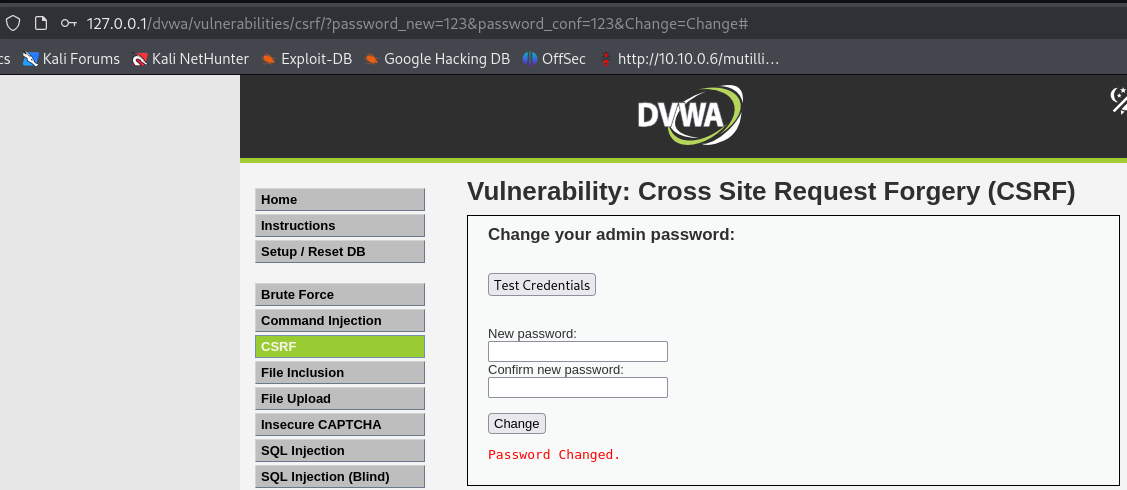 127.0.0.1/dvwa/vulnerabilities/csrf/?password_new=123&password_conf=123&Change=Change#
cs Kali Forums Kali NetHunter Exploit-DB Google Hacking DB OffSec http://10.10.0.6/mutilli…
DVWA
Vulnerability: Cross Site Request Forgery (CSRF)
Home
Instructions
Setup / Reset DB
Brute Force
Command Injection
CSRF
File Inclusion
File Upload
Insecure CAPTCHA
SQL Injection
SQL Injection (Blind)
Change your admin password:
Test Credentials
New password:
Confirm new password:
Change
Password Changed.